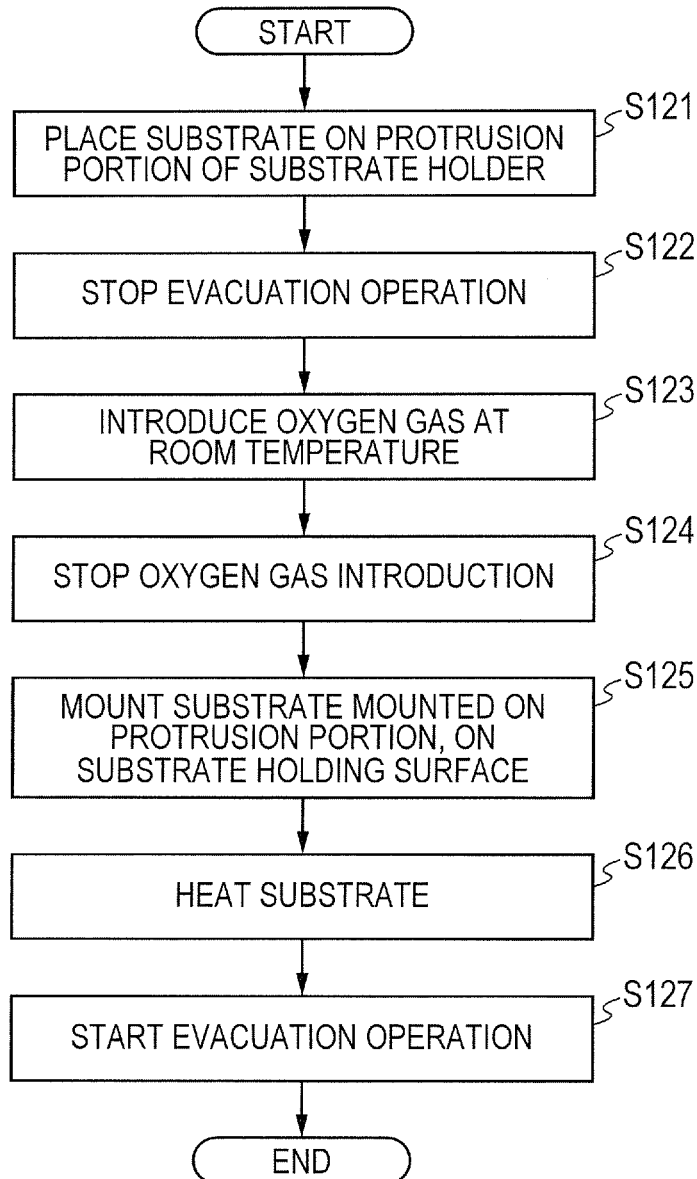 START
S121
PLACE SUBSTRATE ON PROTRUSION
PORTION OF SUBSTRATE HOLDER
S122
STOP EVACUATION OPERATION
S123
INTRODUCE OXYGEN GAS AT
ROOM TEMPERATURE
S124
STOP OXYGEN GAS INTRODUCTION
S125
MOUNT SUBSTRATE MOUNTED ON
PROTRUSION PORTION, ON
SUBSTRATE HOLDING SURFACE
S126
HEAT SUBSTRATE
S127
START EVACUATION OPERATION
END